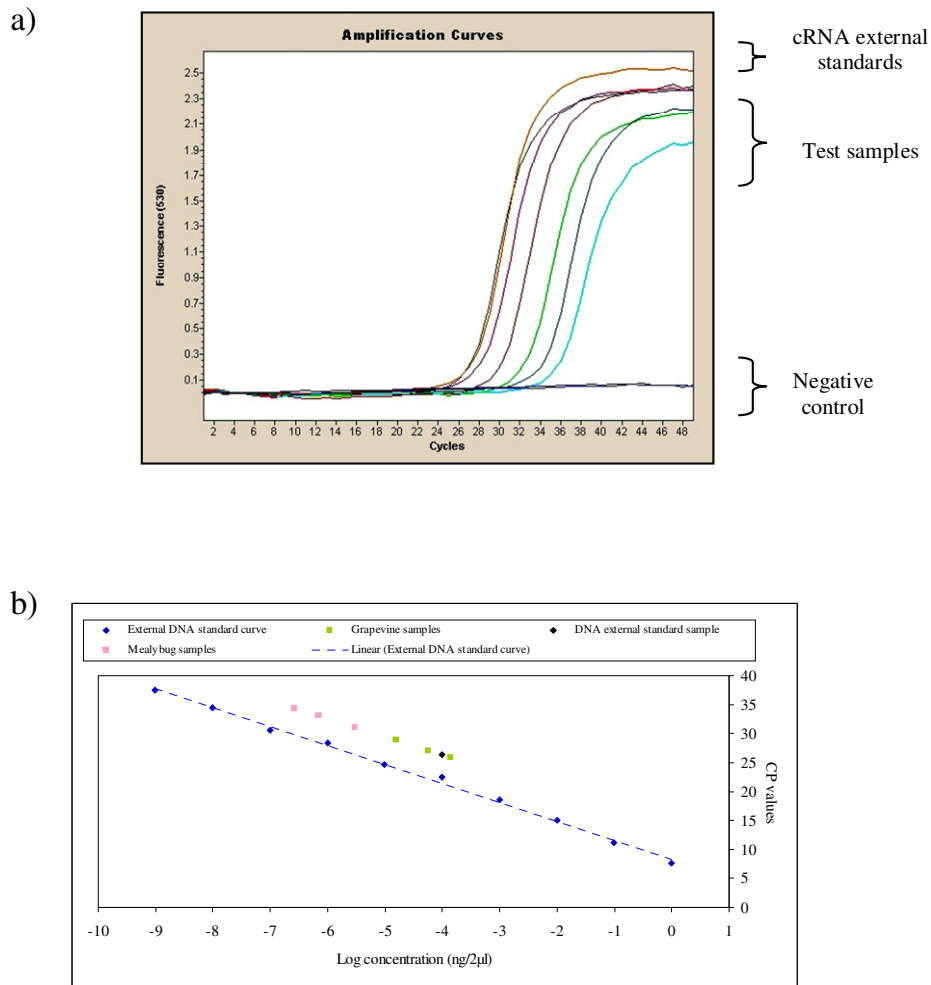 a)
Amplification Curves
cRNA external
standards
Test samples
Negative
control
Fluorescence (530)
2.5
2.3
2.1
1.9
1.7
1.5
1.3
1.1
0.9
0.7
0.5
0.3
0.1
2 4 6 8 10 12 14 16 18 20 22 24 26 28 30 32 34 36 38 40 42 44 46 48
Cycles
b)
External DNA standard curve Grapevine samples DNA external standard sample
Mealybug samples Linear (External DNA standard curve)
40
35
30
25
20
15
10
5
0
CP values
-10 -9 -8 -7 -6 -5 -4 -3 -2 -1 0 1
Log concentration (ng/2µl)